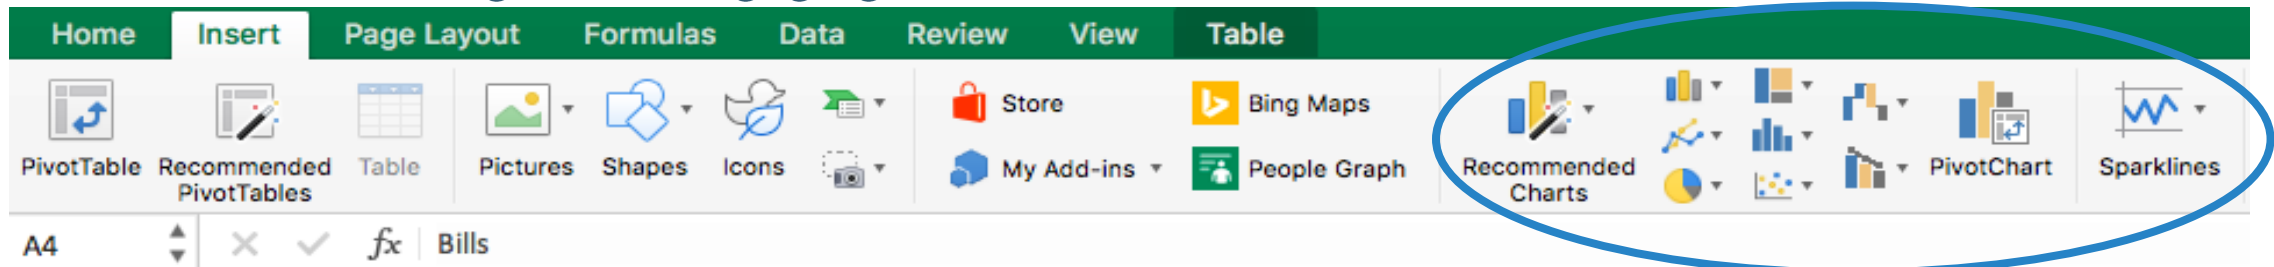 Home Insert Page Layout Formulas Data Review View Table
Store Bing Maps
PivotTable Recommended PivotTables Table Pictures Shapes Icons My Add-ins People Graph Recommended Charts PivotChart Sparklines
A4 fx Bills